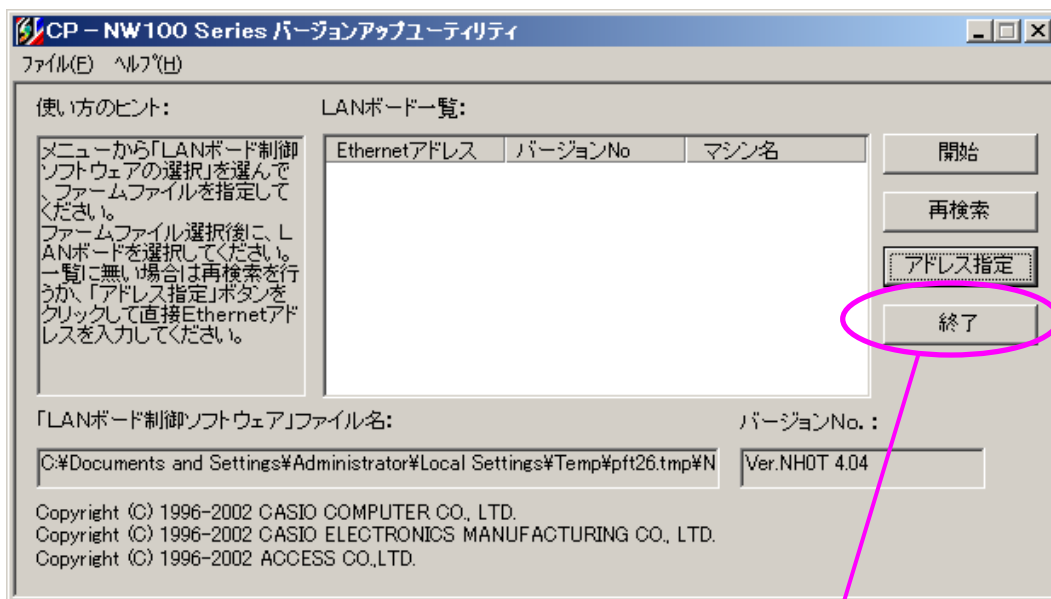 CP－NW100 Series バージョンアップユーティリティ
ファイル(F) ヘルプ(H)
使い方のヒント:
メニューから「LANボード制御
ソフトウェアの選択」を選んで
、ファームファイルを指定して
ください。
ファームファイル選択後に、L
ANボードを選択してください。
一覧に無い場合は再検索を行
うか、「アドレス指定」ボタンを
クリックして直接Ethernetアド
レスを入力してください。
LANボード一覧:
Ethernetアドレス バージョンNo マシン名
開始
再検索
アドレス指定
終了
「LANボード制御ソフトウェア」ファイル名:
C:¥Documents and Settings¥Administrator¥Local Settings¥Temp¥pft26.tmp¥N
バージョンNo.:
Ver.NH0T 4.04
Copyright (C) 1996-2002 CASIO COMPUTER CO., LTD.
Copyright (C) 1996-2002 CASIO ELECTRONICS MANUFACTURING CO., LTD.
Copyright (C) 1996-2002 ACCESS CO.,LTD.